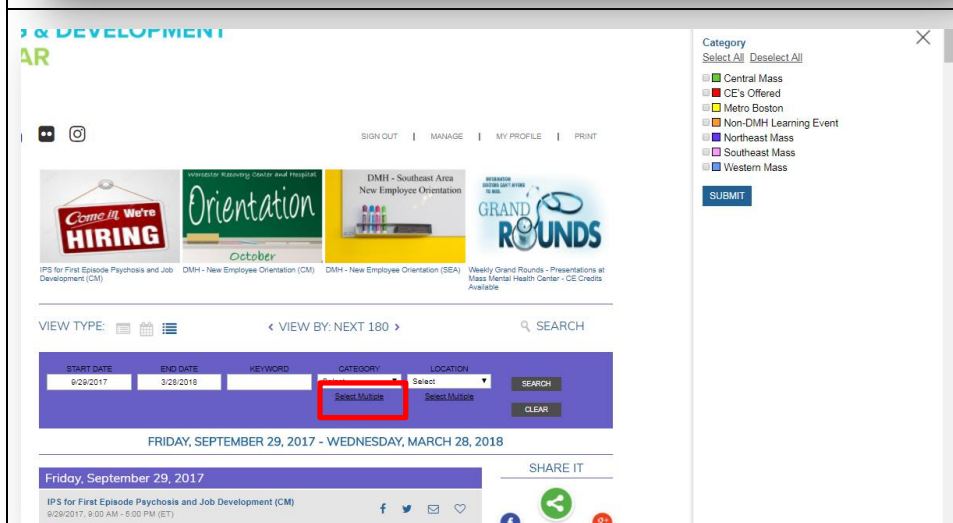 & DEVELOPMENT
AR
SIGN OUT | MANAGE | MY PROFILE | PRINT
Come in We're
HIRING
Worcester Recovery Center and Hospital
Orientation
October
DMH - Southeast Area
New Employee Orientation
GRAND
ROUNDS
IPS for First Episode Psychosis and Job
Development (CM)
DMH - New Employee Orientation (CM)
DMH - New Employee Orientation (SEA)
Weekly Grand Rounds - Presentations at
Mass Mental Health Center - CE Credits
Available
VIEW TYPE:
< VIEW BY: NEXT 180 >
SEARCH
START DATE END DATE KEYWORD CATEGORY LOCATION
9/29/2017 3/28/2018 Select Select SEARCH
Select Multiple Select Multiple
CLEAR
FRIDAY, SEPTEMBER 29, 2017 - WEDNESDAY, MARCH 28, 2018
Friday, September 29, 2017
IPS for First Episode Psychosis and Job Development (CM)
9/29/2017, 9:00 AM - 5:00 PM (ET)
SHARE IT
Category
Select All Deselect All
Central Mass
CE's Offered
Metro Boston
Non-DMH Learning Event
Northeast Mass
Southeast Mass
Western Mass
SUBMIT